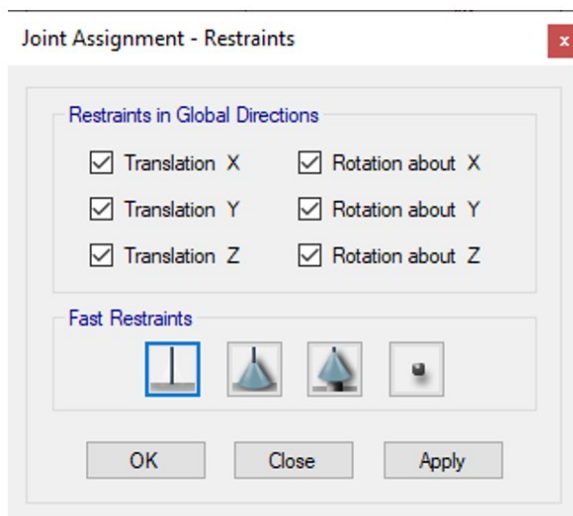 Joint Assignment - Restraints
x
Restraints in Global Directions
Translation X
Rotation about X
Translation Y
Rotation about Y
Translation Z
Rotation about Z
Fast Restraints
OK
Close
Apply